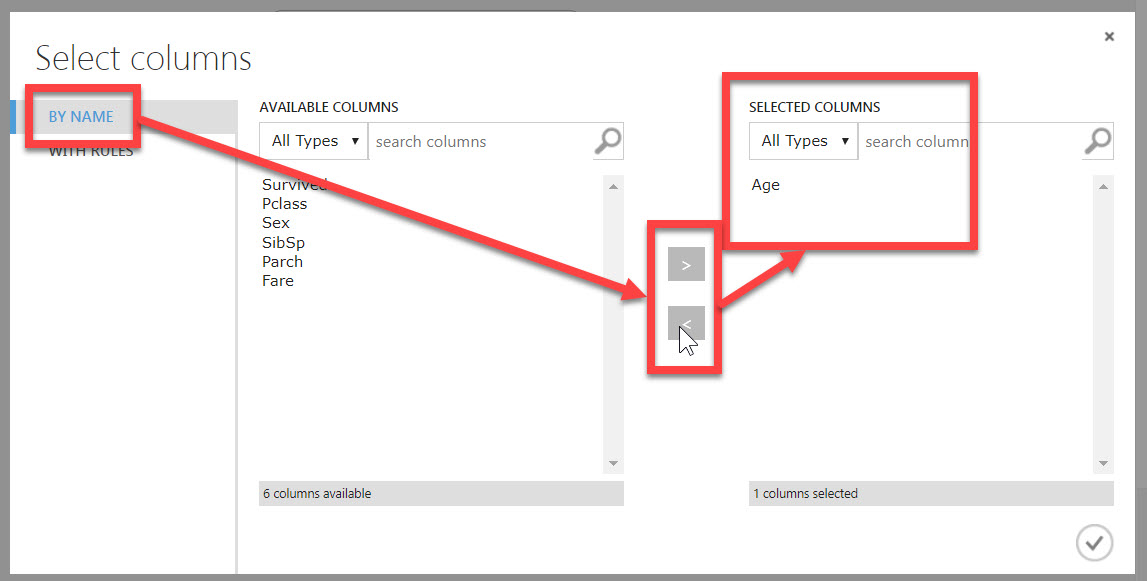 Select columns
BY NAME
WITH RULES
AVAILABLE COLUMNS
All Types ▼ search columns
Survived
Pclass
Sex
SibSp
Parch
Fare
6 columns available
>
<
SELECTED COLUMNS
All Types ▼ search column
Age
1 columns selected